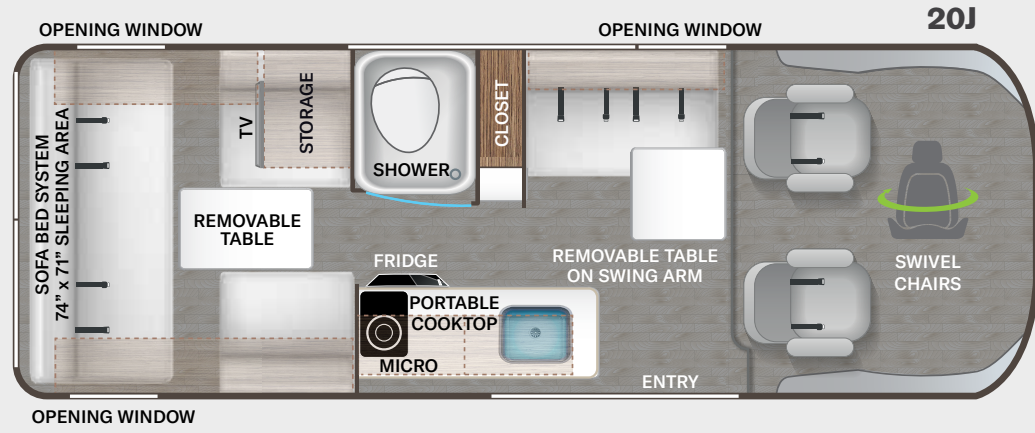 20J
OPENING WINDOW
OPENING WINDOW
SOFA BED SYSTEM
74” x 71” SLEEPING AREA
TV
STORAGE
SHOWER
CLOSET
REMOVABLE
TABLE
FRIDGE
REMOVABLE TABLE
ON SWING ARM
SWIVEL
CHAIRS
PORTABLE
COOKTOP
MICRO
ENTRY
OPENING WINDOW